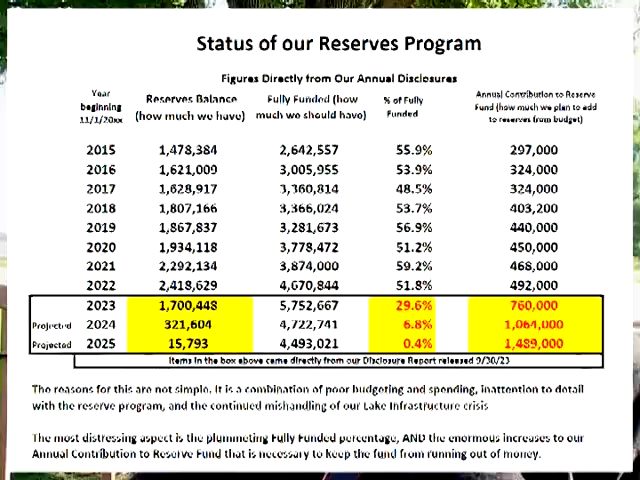 Status of our Reserves Program
Figures Directly from Our Annual Disclosures
Year beginning 11/1/20xx Reserves Balance (how much we have) Fully Funded (how much we should have) % of Fully Funded Annual Contribution to Reserve Fund (how much we plan to add to reserves from budget)
2015 1,478,384 2,642,557 55.9% 297,000
2016 1,621,009 3,005,955 53.9% 324,000
2017 1,628,917 3,360,814 48.5% 324,000
2018 1,807,166 3,366,024 53.7% 403,200
2019 1,867,837 3,281,673 56.9% 440,000
2020 1,934,118 3,778,472 51.2% 450,000
2021 2,292,134 3,874,000 59.2% 468,000
2022 2,418,629 4,670,844 51.8% 492,000
2023 1,700,448 5,752,667 29.6% 760,000
Projected 2024 321,604 4,722,741 6.8% 1,064,000
Projected 2025 15,793 4,493,021 0.4% 1,489,000
Items in the box above came directly from our Disclosure Report released 9/30/23
The reasons for this are not simple. It is a combination of poor budgeting and spending, inattention to detail
with the reserve program, and the continued mishandling of our Lake Infrastructure crisis
The most distressing aspect is the plummeting Fully Funded percentage, AND the enormous increases to our
Annual Contribution to Reserve Fund that is necessary to keep the fund from running out of money.